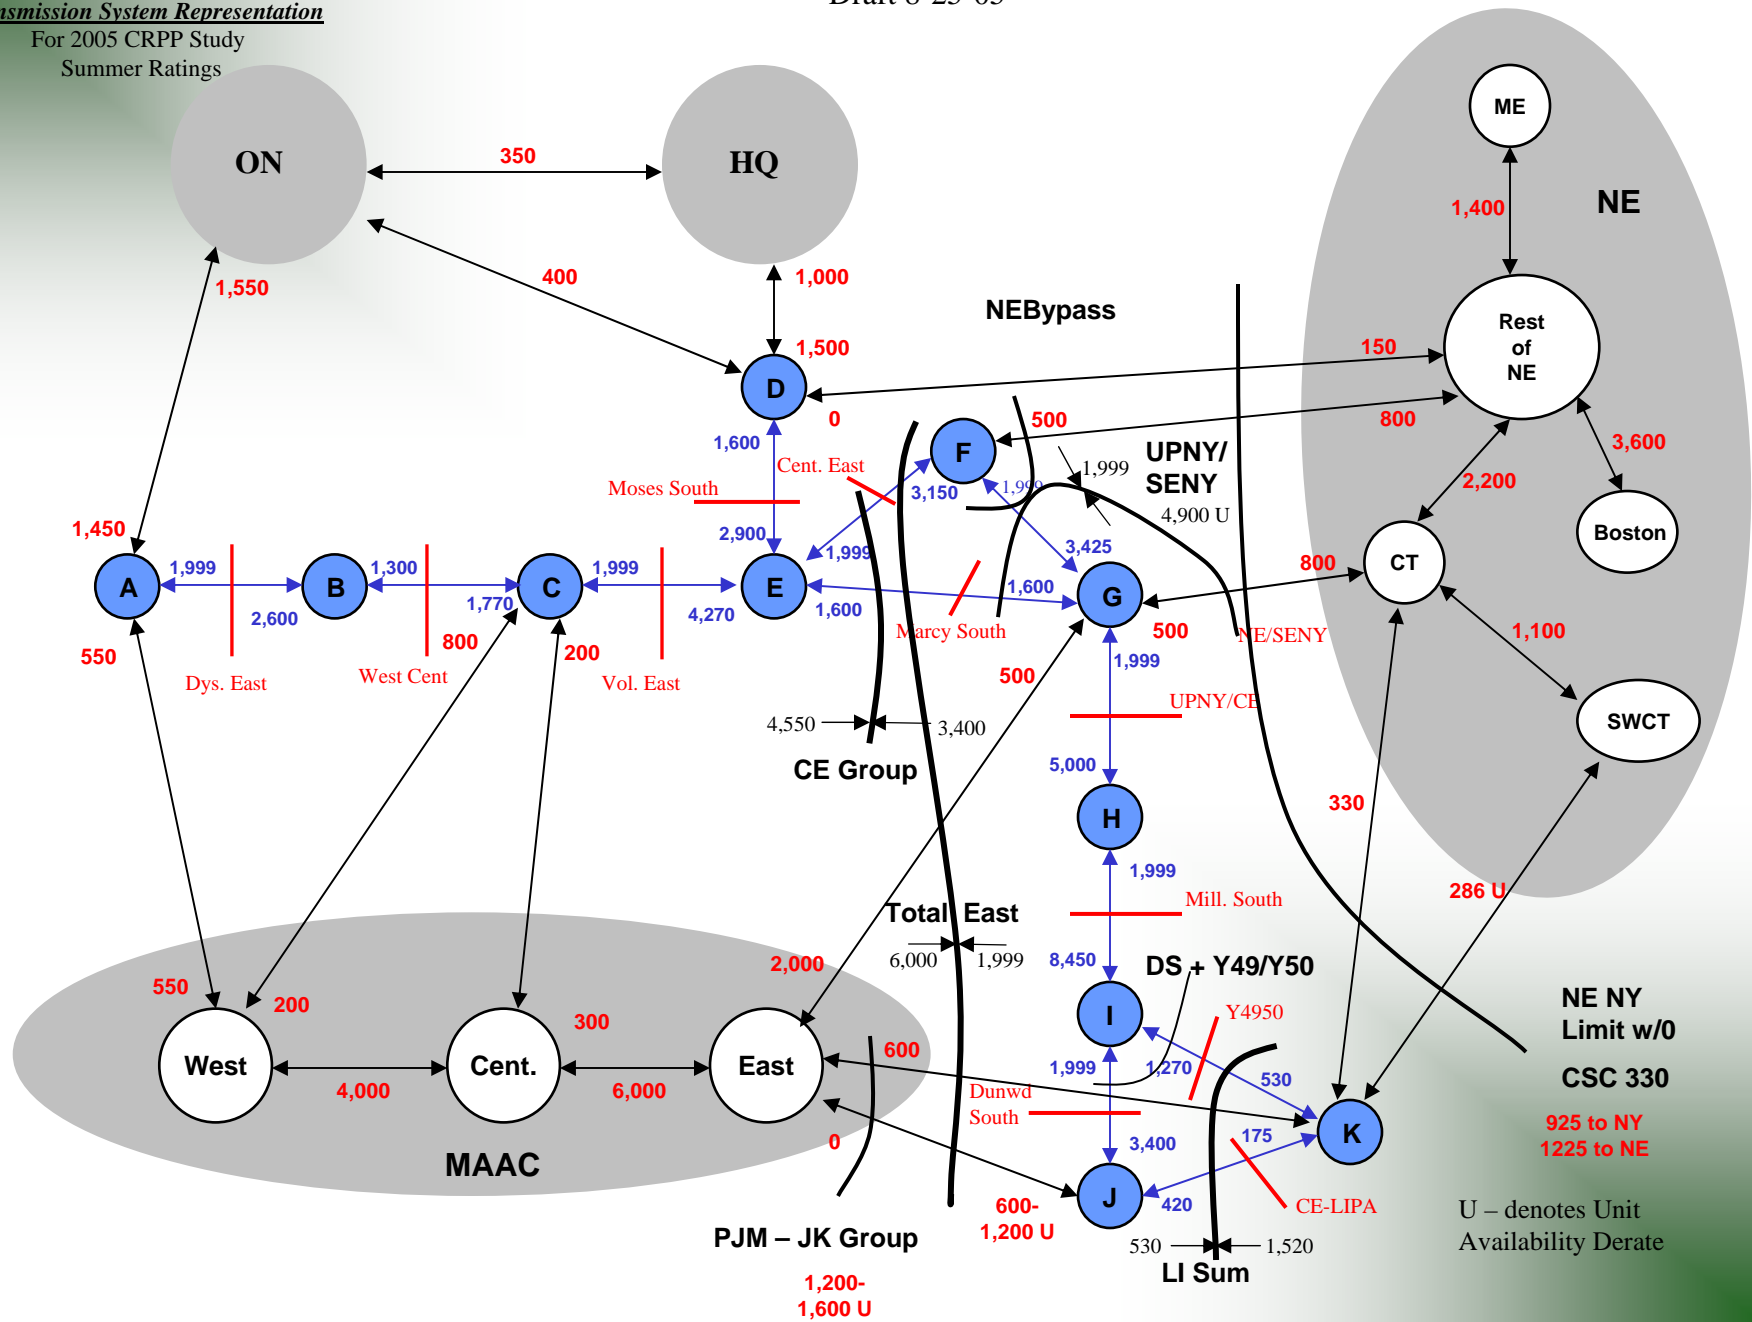 For 2005 CRPP Study
Summer Ratings
System Representation
ON
350
HQ
ME
1,400
NE
1,550
400
1,000
1,500
NEBypass
Rest
of
NE
150
D
0
1,600
500
800
3,600
2,200
F
Cent. East
3,150
1,999
1,999
UPNY/
SENY
4,900 U
Moses South
2,900
1,450
A
1,999
2,600
B
1,300
1,770
C
1,999
4,270
E
1,999
1,600
3,425
1,600
G
800
CT
Boston
550
Dys. East
West Cent
800
200
Vol. East
Marcy South
500
500
NE/SENY
1,100
1,999
UPNY/CE
SWCT
4,550
3,400
CE Group
5,000
H
330
1,999
Mill. South
286 U
Total East
6,000
1,999
8,450
DS + Y49/Y50
550
200
300
2,000
I
Y4950
NE NY
Limit w/0
CSC 330
925 to NY
1225 to NE
West
4,000
Cent.
6,000
East
600
1,999
1,270
530
Dunwd
South
K
0
3,400
175
MAAC
J
420
CE-LIPA
600-
1,200 U
PJM – JK Group
1,200-
1,600 U
530
1,520
LI Sum
U – denotes Unit
Availability Derate